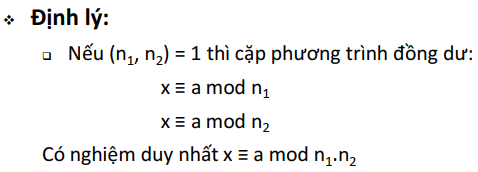 ❖ Định lý:
❑ Nếu (n₁, n₂) = 1 thì cặp phương trình đồng dư:
x ≡ a mod n₁
x ≡ a mod n₂
Có nghiệm duy nhất x ≡ a mod n₁.n₂